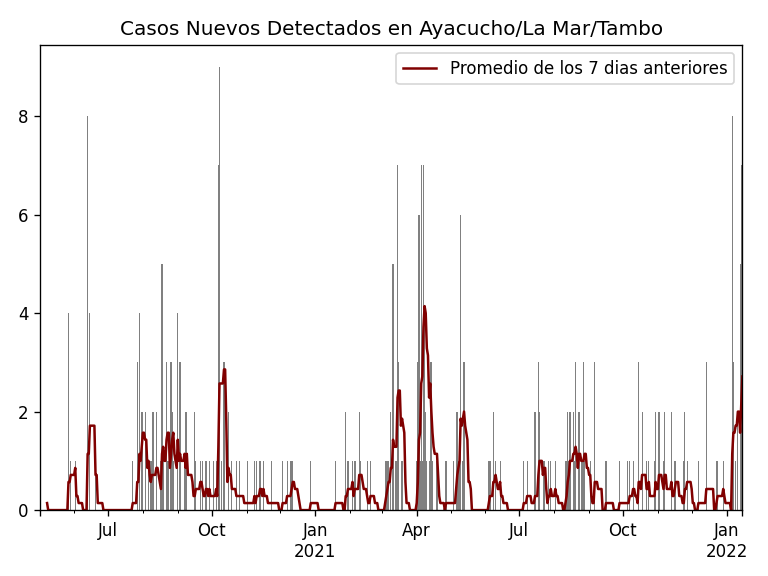 Casos Nuevos Detectados en Ayacucho/La Mar/Tambo
Promedio de los 7 dias anteriores
8
6
4
2
0
Jul Oct Jan Apr Jul Oct Jan
2021 2022